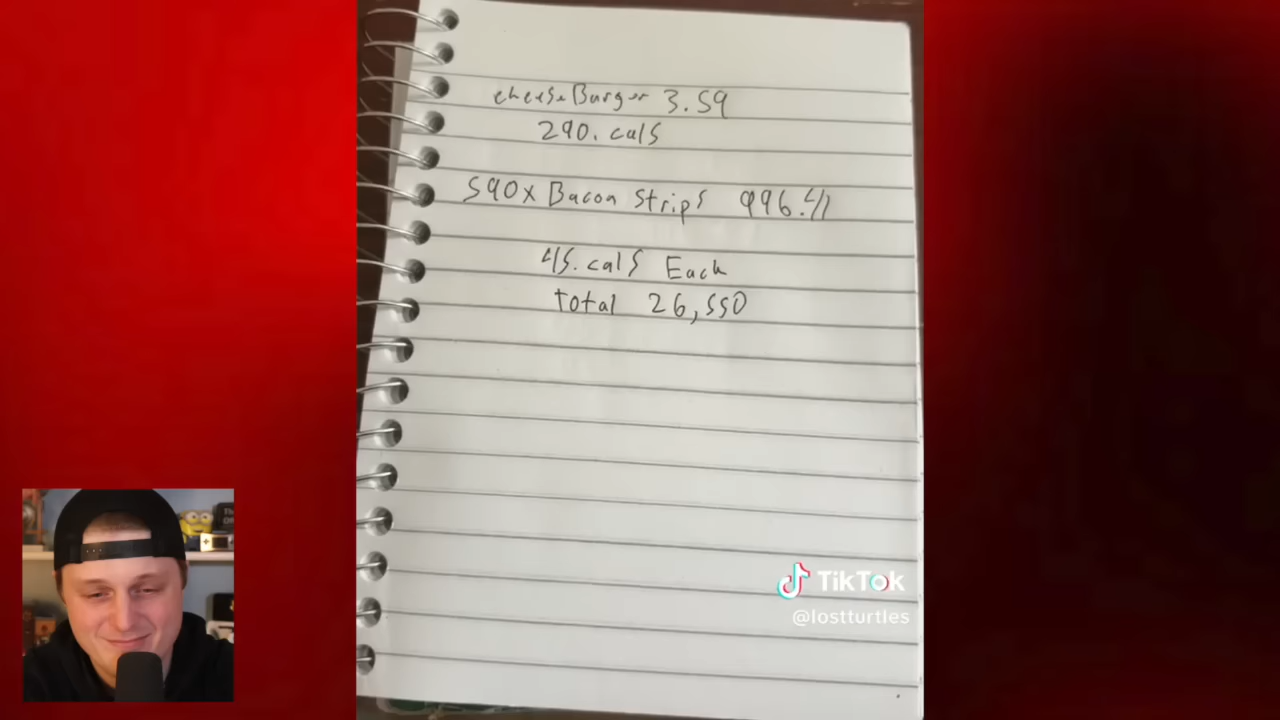 cheeseBurger 3.59
290. cals
590x Bacon Strips 996.41
45. cals Each
total 26,550
TikTok
@lostturtles